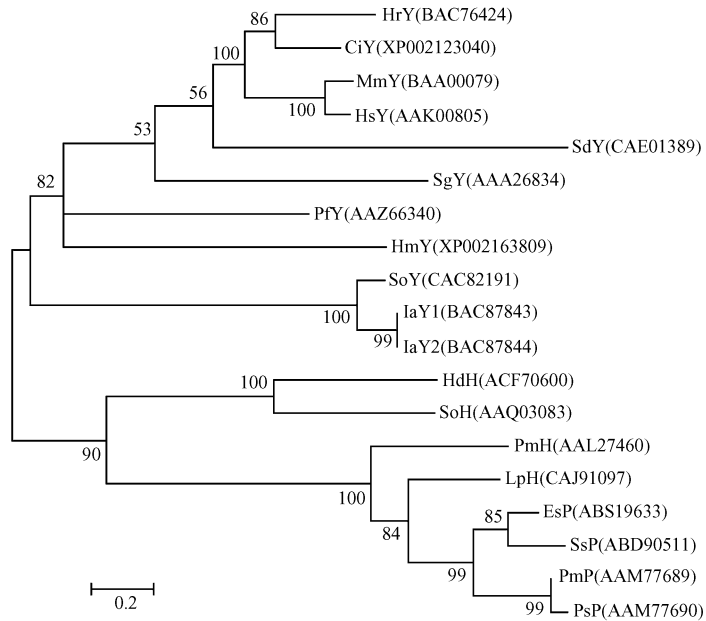 HrY(BAC76424)
86
CiY(XP002123040)
100
MmY(BAA00079)
100
HsY(AAK00805)
56
SdY(CAE01389)
53
SgY(AAA26834)
82
PfY(AAZ66340)
HmY(XP002163809)
SoY(CAC82191)
100
IaY1(BAC87843)
99
IaY2(BAC87844)
100
HdH(ACF70600)
SoH(AAQ03083)
90
PmH(AAL27460)
100
LpH(CAJ91097)
84
EsP(ABS19633)
85
SsP(ABD90511)
99
PmP(AAM77689)
99
PsP(AAM77690)
0.2